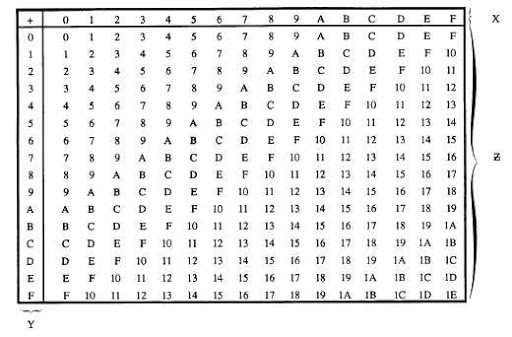 + 0 1 2 3 4 5 6 7 8 9 A B C D E F X
0 0 1 2 3 4 5 6 7 8 9 A B C D E F
1 1 2 3 4 5 6 7 8 9 A B C D E F 10
2 2 3 4 5 6 7 8 9 A B C D E F 10 11
3 3 4 5 6 7 8 9 A B C D E F 10 11 12
4 4 5 6 7 8 9 A B C D E F 10 11 12 13
5 5 6 7 8 9 A B C D E F 10 11 12 13 14
6 6 7 8 9 A B C D E F 10 11 12 13 14 15
7 7 8 9 A B C D E F 10 11 12 13 14 15 16 Z
8 8 9 A B C D E F 10 11 12 13 14 15 16 17
9 9 A B C D E F 10 11 12 13 14 15 16 17 18
A A B C D E F 10 11 12 13 14 15 16 17 18 19
B B C D E F 10 11 12 13 14 15 16 17 18 19 1A
C C D E F 10 11 12 13 14 15 16 17 18 19 1A 1B
D D E F 10 11 12 13 14 15 16 17 18 19 1A 1B 1C
E E F 10 11 12 13 14 15 16 17 18 19 1A 1B 1C 1D
F F 10 11 12 13 14 15 16 17 18 19 1A 1B 1C 1D 1E
Y